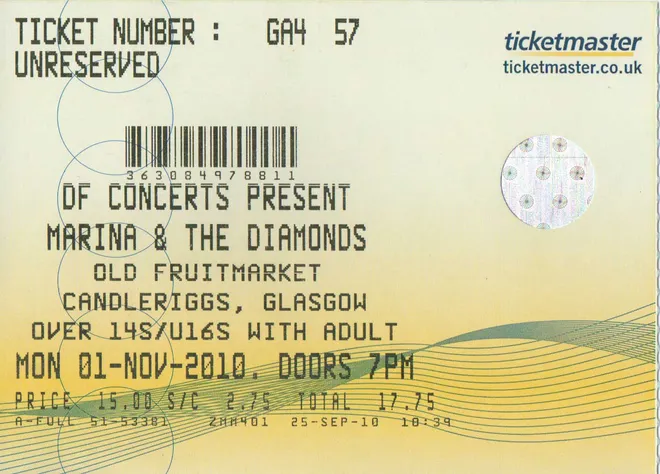 TICKET NUMBER : GA4 57
UNRESERVED
ticketmaster
ticketmaster.co.uk
363084978811
DF CONCERTS PRESENT
MARINA & THE DIAMONDS
OLD FRUITMARKET
CANDLERIGGS, GLASGOW
OVER 14S/U16S WITH ADULT
MON 01-NOV-2010. DOORS 7PM
PRICE 15.00 S/C 2.75 TOTAL 17.75
A-FULL 51-53381 ZMM401 25-SEP-10 10:39